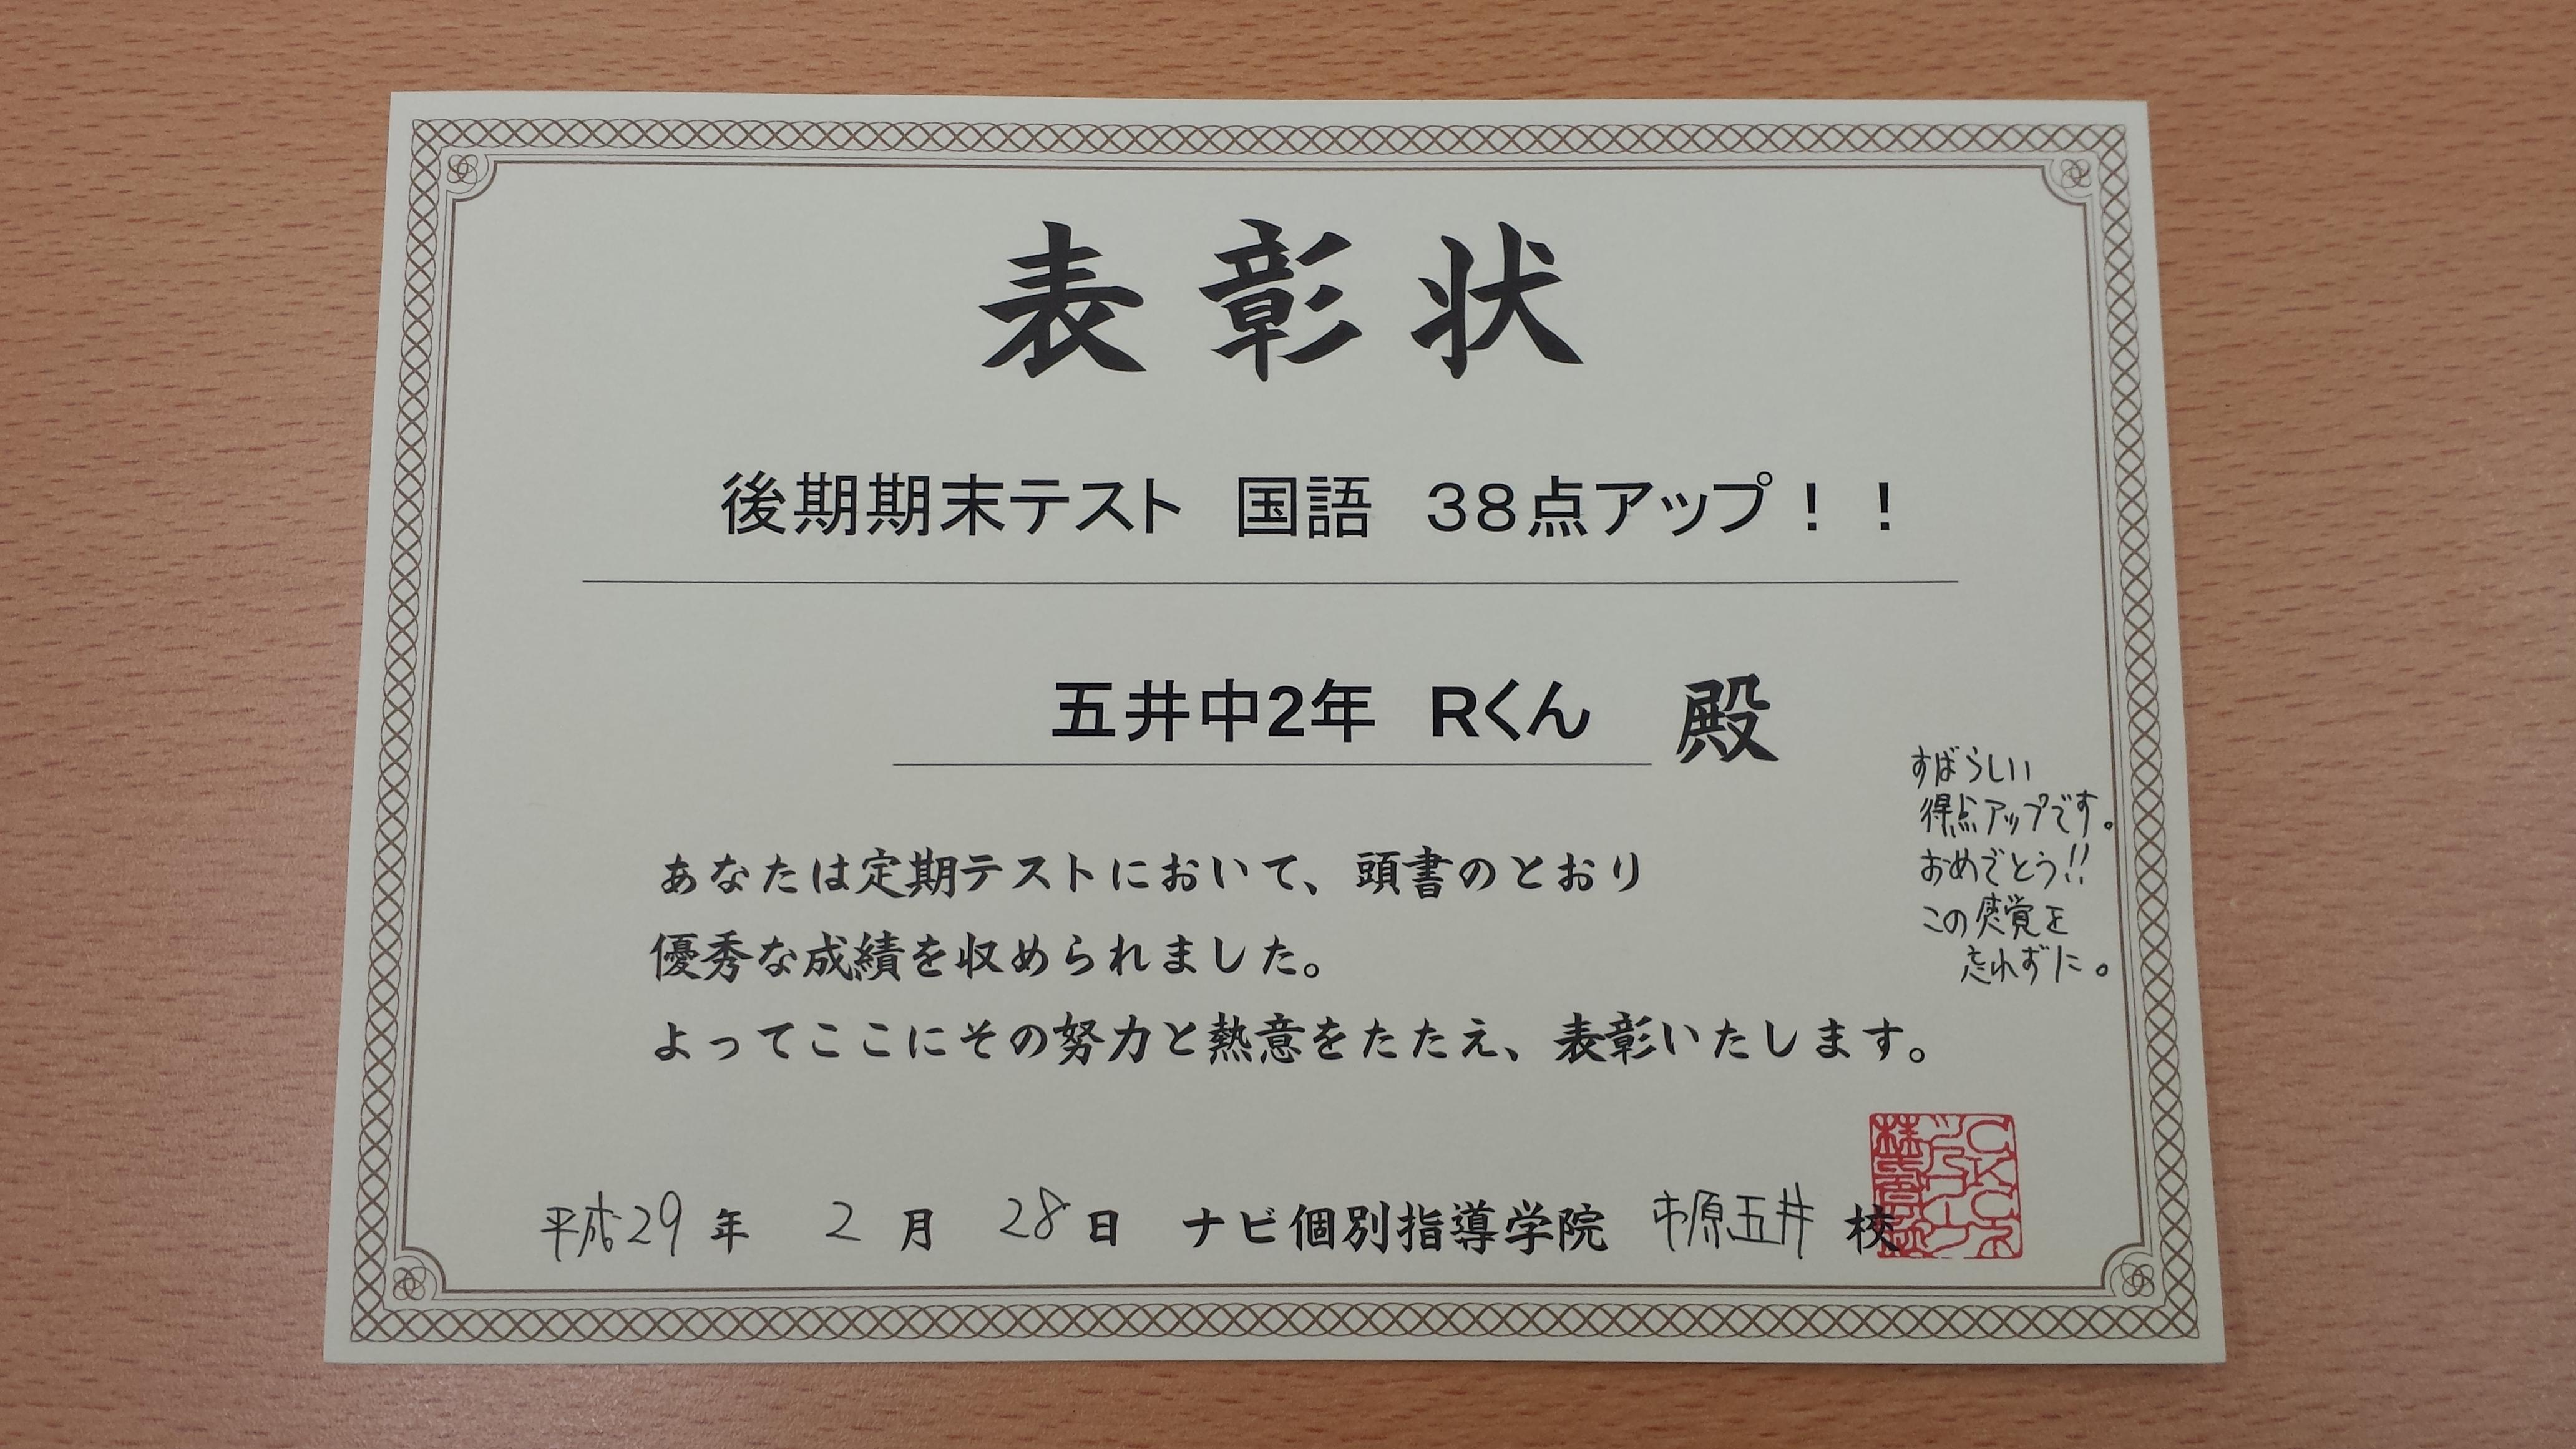 表彰状
後期期末テスト 国語 38点アップ！！
五井中2年 Rくん 殿
すばらしい
得点アップです。
おめでとう!!
この感覚を
忘れずに。
あなたは定期テストにおいて、頭書のとおり
優秀な成績を収められました。
よってここにその努力と熱意をたたえ、表彰いたします。
平成29年 2月 28日 ナビ個別指導学院 市原五井 校